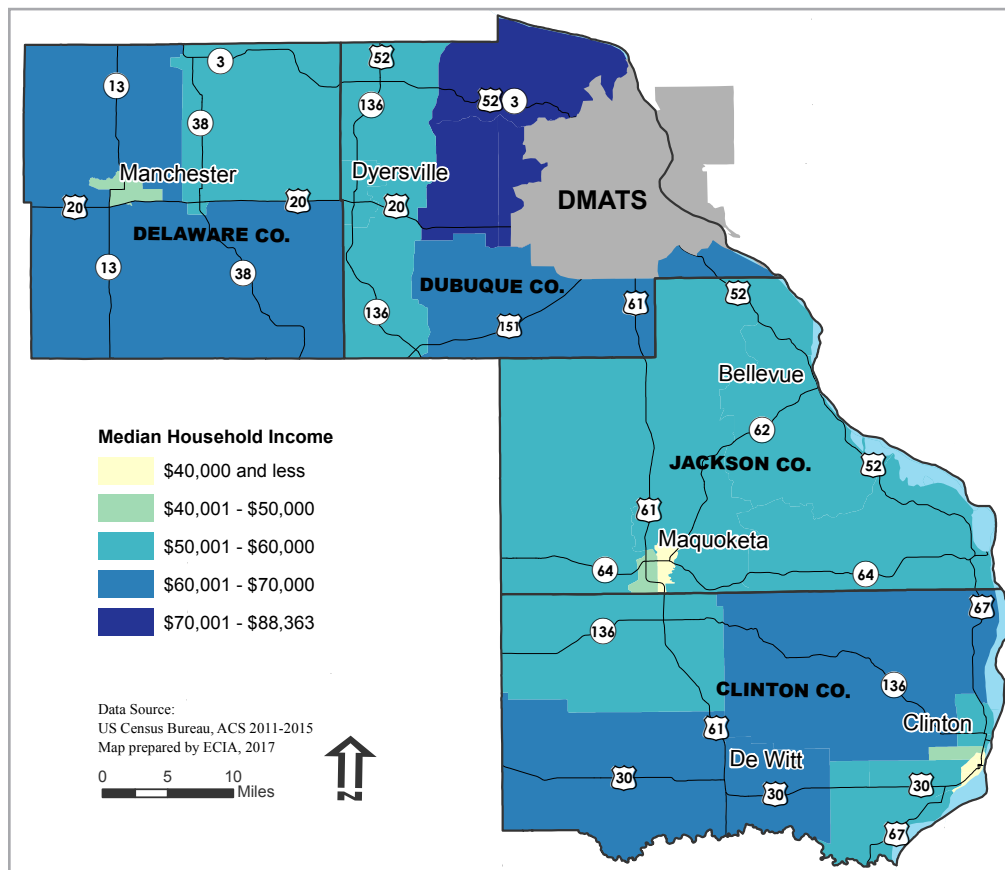 52
3
13
136
52 3
38
Manchester
Dyersville
20
20
20
DMATS
DELAWARE CO.
13
38
DUBUQUE CO.
52
61
136
151
Bellevue
62
Median Household Income
$40,000 and less
$40,001 - $50,000
$50,001 - $60,000
$60,001 - $70,000
$70,001 - $88,363
JACKSON CO.
52
61
Maquoketa
64
64
67
136
CLINTON CO.
136
Clinton
61
De Witt
30
30
30
67
Data Source:
US Census Bureau, ACS 2011-2015
Map prepared by ECIA, 2017
0 5 10
Miles
N